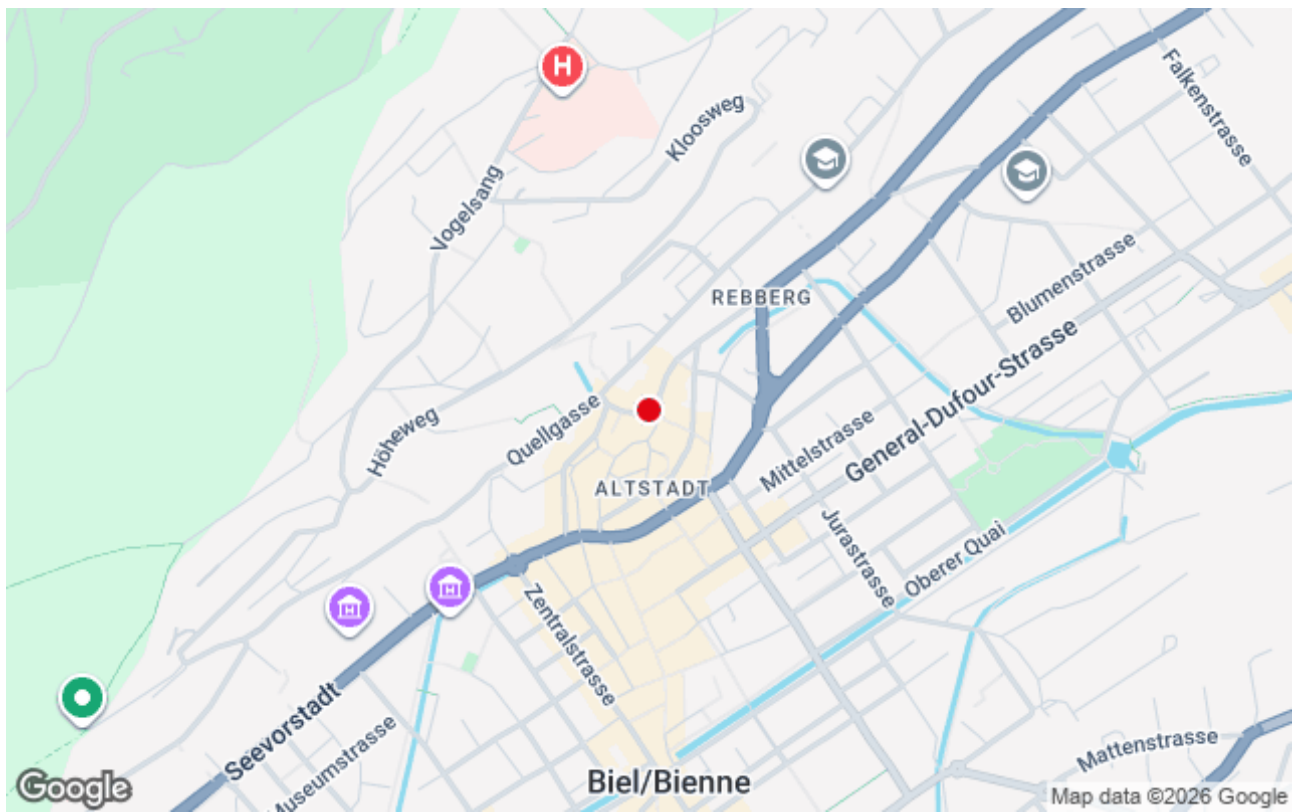 Falkenstrasse
Kloosweg
Vogelsang
Blumenstrasse
REBBERG
General-Dufour-Strasse
Höheweg
Quellgasse
Mittelstrasse
ALTSTADT
Jurastrasse
Oberer Quai
Zentralstrasse
Seevorstadt
Museumstrasse
Mattenstrasse
Biel/Bienne
Google
Map data ©2026 Google
H